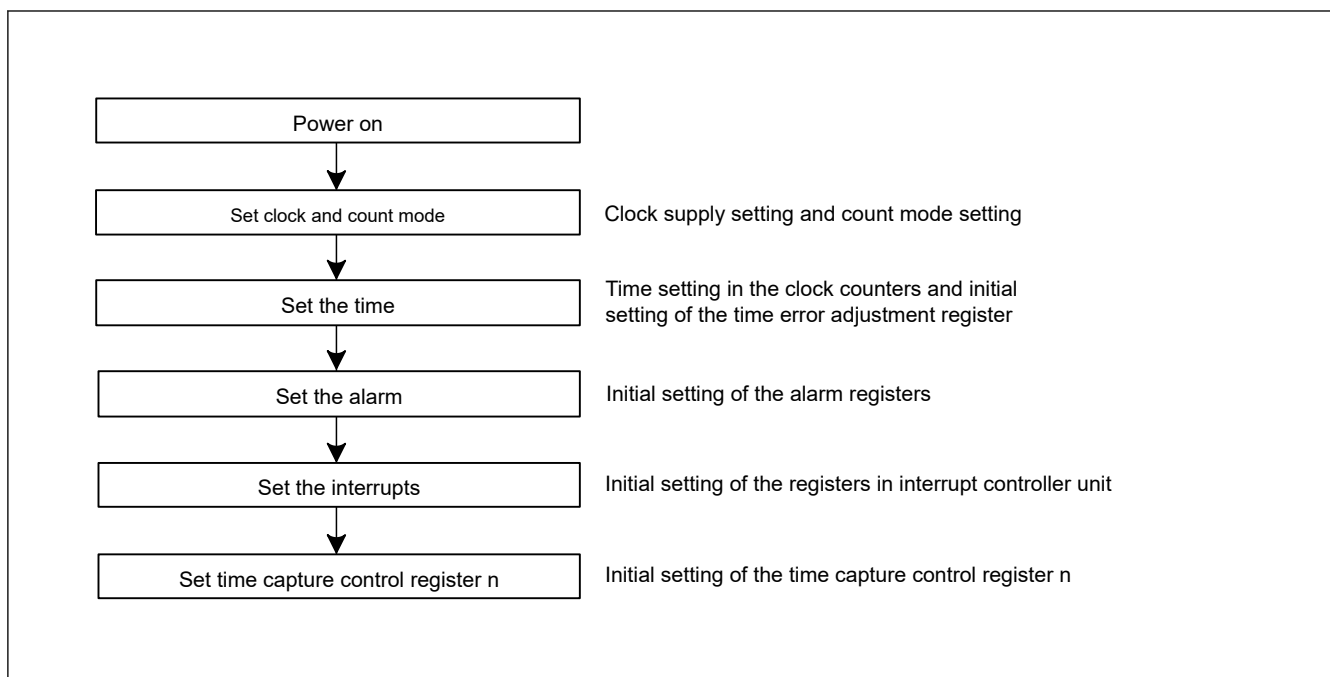 Power on
Set clock and count mode
Clock supply setting and count mode setting
Set the time
Time setting in the clock counters and initial
setting of the time error adjustment register
Set the alarm
Initial setting of the alarm registers
Set the interrupts
Initial setting of the registers in interrupt controller unit
Set time capture control register n
Initial setting of the time capture control register n